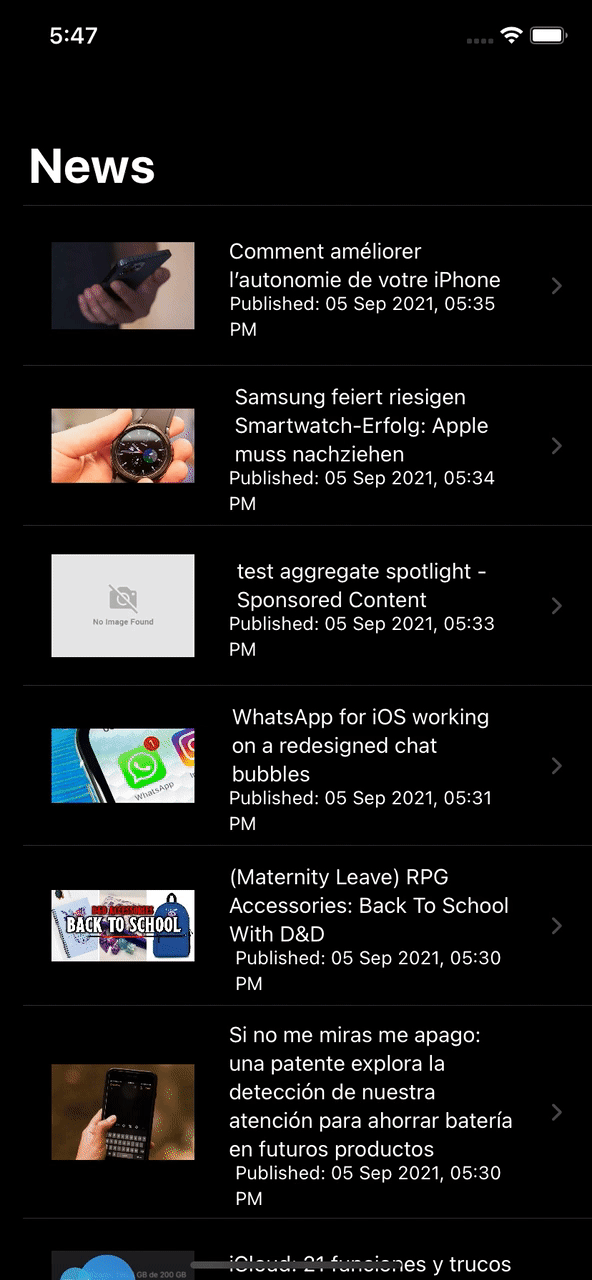 5:47
News
Comment améliorer
l’autonomie de votre iPhone
Published: 05 Sep 2021, 05:35
PM
Samsung feiert riesigen
Smartwatch-Erfolg: Apple
muss nachziehen
Published: 05 Sep 2021, 05:34
PM
No Image Found
test aggregate spotlight -
Sponsored Content
Published: 05 Sep 2021, 05:33
PM
1
WhatsApp
WhatsApp for iOS working
on a redesigned chat
bubbles
Published: 05 Sep 2021, 05:31
PM
D&D ACCESSORIES
BACK TO SCHOOL
(Maternity Leave) RPG
Accessories: Back To School
With D&D
Published: 05 Sep 2021, 05:30
PM
Si no me miras me apago:
una patente explora la
detección de nuestra
atención para ahorrar batería
en futuros productos
Published: 05 Sep 2021, 05:30
PM
GB de 200 GB
iCloud: 21 funciones y trucos